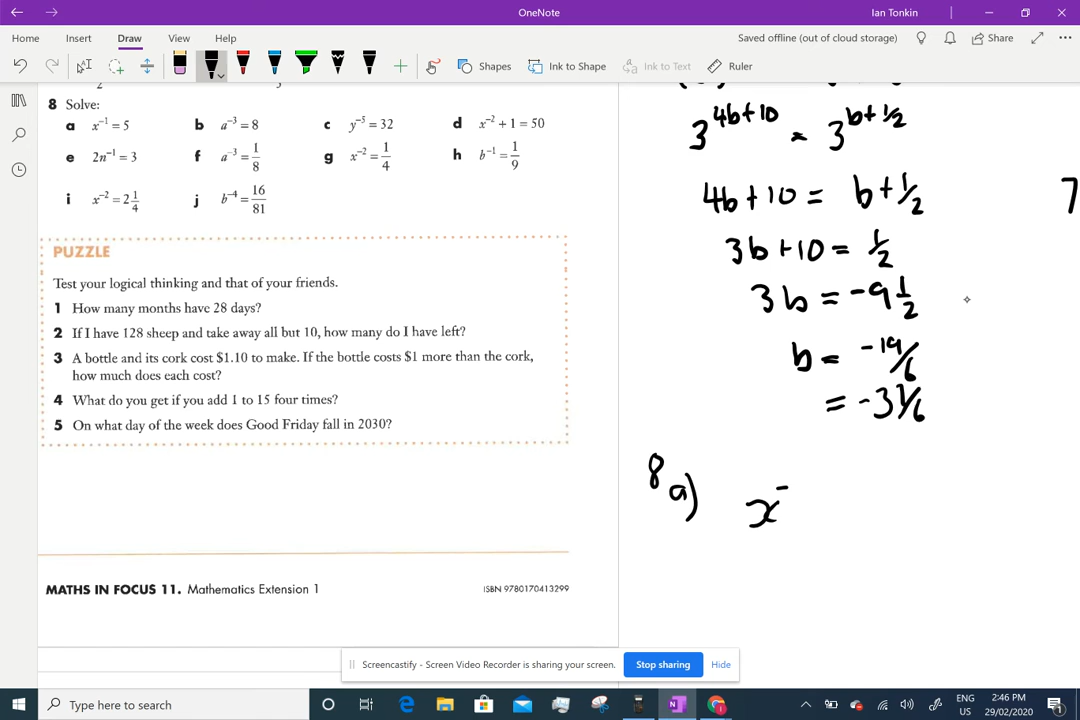 OneNote
Ian Tonkin
Home Insert Draw View Help
Saved offline (out of cloud storage)
Share
Ink to Shape
Shapes
Ink to Text
Ruler
8 Solve:
a x⁻¹ = 5 b a⁻³ = 8 c y⁻⁵ = 32 d x⁻² + 1 = 50
e 2n⁻¹ = 3 f a⁻³ = 1/8 g x⁻² = 1/4 h b⁻¹ = 1/9
i x⁻² = 2 1/4 j b⁻⁴ = 16/81
PUZZLE
Test your logical thinking and that of your friends.
1 How many months have 28 days?
2 If I have 128 sheep and take away all but 10, how many do I have left?
3 A bottle and its cork cost $1.10 to make. If the bottle costs $1 more than the cork,
how much does each cost?
4 What do you get if you add 1 to 15 four times?
5 On what day of the week does Good Friday fall in 2030?
MATHS IN FOCUS 11. Mathematics Extension 1
ISBN 9780170413299
3^(4b+10) = 3^(b+1/2)
4b+10 = b+1/2
3b+10 = 1/2
3b = -9 1/2
b = -19/6
= -3 1/6
7
8 a) x⁻
Screencastify - Screen Video Recorder is sharing your screen.
Stop sharing
Hide
Type here to search
ENG
US
2:46 PM
29/02/2020
1